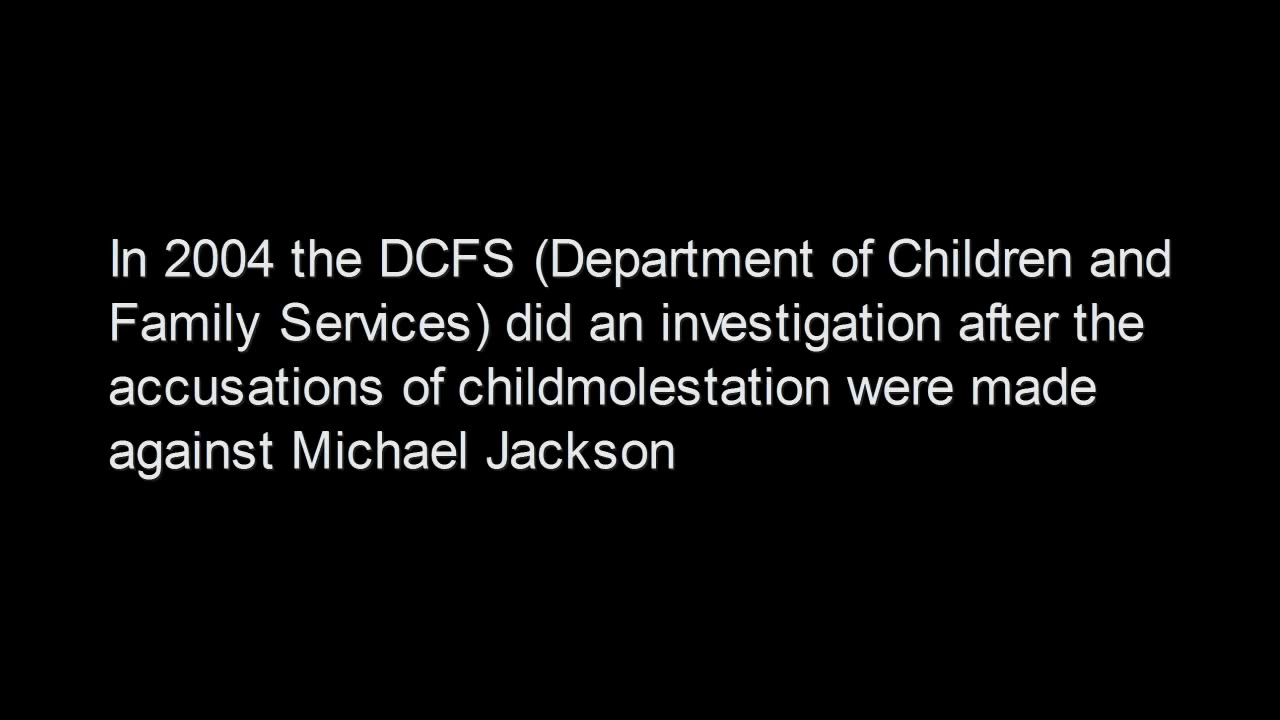 In 2004 the DCFS (Department of Children and
Family Services) did an investigation after the
accusations of childmolestation were made
against Michael Jackson